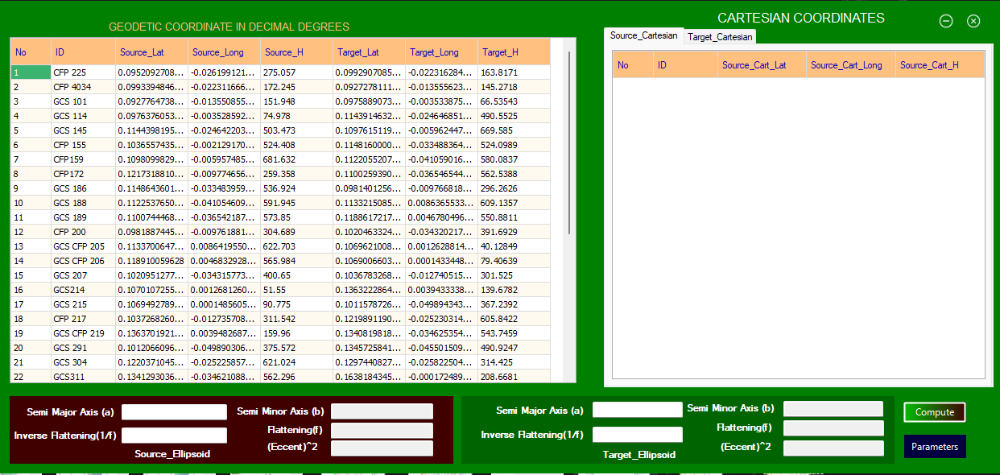 GEODETIC COORDINATE IN DECIMAL DEGREES
No ID Source_Lat Source_Long Source_H Target_Lat Target_Long Target_H
1 CFP 225 0.0952092708... -0.026199121... 275.057 0.0992907085... -0.022316284... 163.8171
2 CFP 4034 0.0993394846... -0.022311666... 172.245 0.0927278111... -0.013555623... 145.2718
3 GCS 101 0.0927764738... -0.013550855... 151.948 0.0975889073... -0.003533875... 66.53543
4 GCS 114 0.0976376053... -0.003528592... 74.978 0.1143914632... -0.024646851... 490.5525
5 GCS 145 0.1144398195... -0.024642203... 503.473 0.1097615119... -0.005962447... 669.585
6 CFP 155 0.1036557435... -0.002129170... 524.408 0.1148160000... -0.033488364... 524.0989
7 CFP159 0.1098099829... -0.005957485... 681.632 0.1122055207... -0.041059016... 580.0837
8 CFP172 0.1217318810... -0.009774656... 259.358 0.1100259390... -0.036546544... 562.5388
9 GCS 186 0.1148643601... -0.033483959... 536.924 0.0981401256... -0.009766818... 296.2626
10 GCS 188 0.1122537650... -0.041054609... 591.945 0.1133215085... 0.0086365533... 609.1357
11 GCS 189 0.1100744468... -0.036542187... 573.85 0.1188617217... 0.0046780496... 550.8811
12 CFP 200 0.0981887445... -0.009761881... 304.689 0.1020463324... -0.034320217... 391.6929
13 GCS CFP 205 0.1133700647... 0.0086419550... 622.703 0.1069621008... 0.0012628814... 40.12849
14 GCS CFP 206 0.118910059628 0.0046832928... 565.984 0.1069006603... 0.0001433448... 79.40639
15 GCS 207 0.1020951277... -0.034315773... 400.65 0.1036783268... -0.012740515... 301.525
16 GCS214 0.1070107255... 0.0012681260... 51.55 0.1363222864... 0.0039433338... 139.6782
17 GCS 215 0.1069492789... 0.0001485605... 90.775 0.1011578726... -0.049894343... 367.2392
18 CFP 217 0.1037268260... -0.012735708... 311.542 0.1219891190... -0.025230314... 605.8422
19 GCS CFP 219 0.1363701921... 0.0039482687... 159.96 0.1340819818... -0.034625354... 543.7459
20 GCS 291 0.1012066096... -0.049890306... 375.572 0.1345725841... -0.045501509... 490.9247
21 GCS 304 0.1220371045... -0.025225857... 621.024 0.1297440827... -0.025822504... 314.425
22 GCS311 0.1341293036... -0.034621088... 562.296 0.1638184345... -0.000172489... 208.6681
CARTESIAN COORDINATES
Source_Cartesian Target_Cartesian
No ID Source_Cart_Lat Source_Cart_Long Source_Cart_H
Semi Major Axis (a) Semi Minor Axis (b)
Flattening(f)
Inverse Flattening(1/f)
(Eccent)^2
Source_Ellipsoid
Semi Major Axis (a) Semi Minor Axis (b)
Flattening(f)
Inverse Flattening(1/f)
(Eccent)^2
Target_Ellipsoid
Compute
Parameters